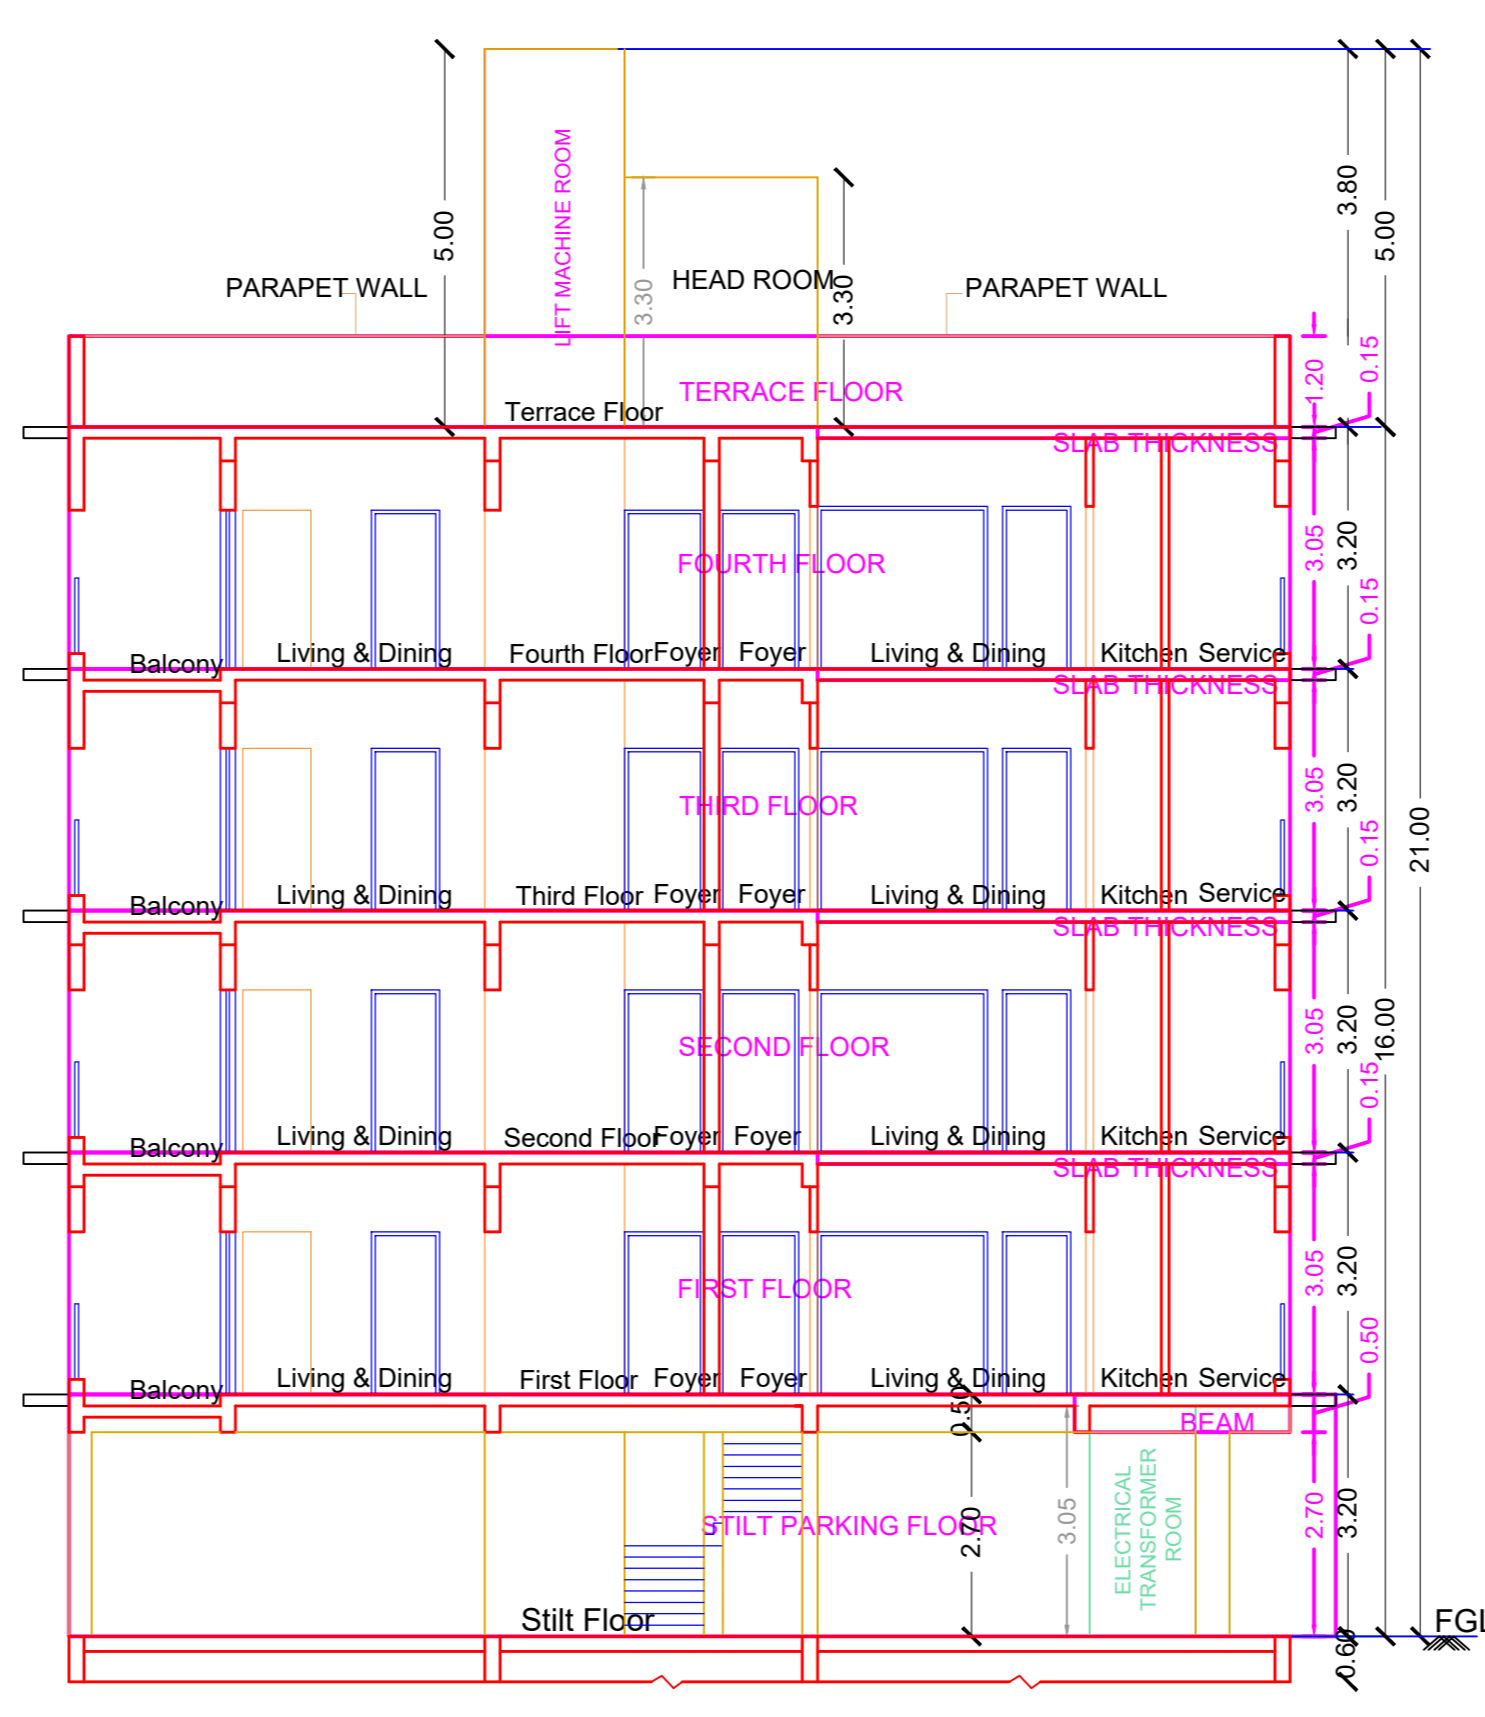 3.80
5.00
5.00
LIFT MACHINE ROOM
HEAD ROOM
3.30
3.30
PARAPET WALL
PARAPET WALL
1.20
0.15
TERRACE FLOOR
Terrace Floor
SLAB THICKNESS
FOURTH FLOOR
3.05
3.20
0.15
Balcony
Living & Dining
Fourth Floor
Foyer
Foyer
Living & Dining
Kitchen
Service
SLAB THICKNESS
THIRD FLOOR
3.05
3.20
0.15
21.00
Balcony
Living & Dining
Third Floor
Foyer
Foyer
Living & Dining
Kitchen
Service
SLAB THICKNESS
SECOND FLOOR
3.05
3.20
16.00
0.15
Balcony
Living & Dining
Second Floor
Foyer
Foyer
Living & Dining
Kitchen
Service
SLAB THICKNESS
FIRST FLOOR
3.05
3.20
0.50
Balcony
Living & Dining
First Floor
Foyer
Foyer
Living & Dining
Kitchen
Service
0.50
BEAM
STILT PARKING FLOOR
2.70
3.05
ELECTRICAL
TRANSFORMER
ROOM
2.70
3.20
Stilt Floor
FGL
0.60